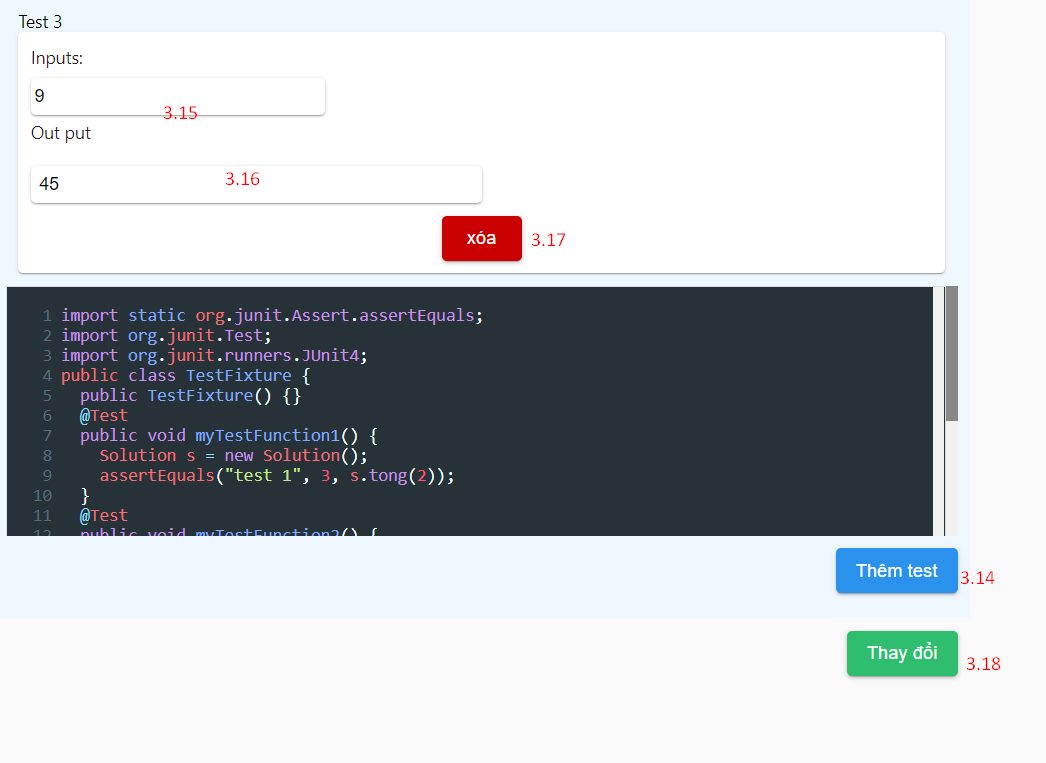 Test 3
Inputs:
9
3.15
Out put
45
3.16
xóa
3.17
1 import static org.junit.Assert.assertEquals;
2 import org.junit.Test;
3 import org.junit.runners.JUnit4;
4 public class TestFixture {
5   public TestFixture() {}
6   @Test
7   public void myTestFunction1() {
8     Solution s = new Solution();
9     assertEquals("test 1", 3, s.tong(2));
10   }
11   @Test
12   public void myTestFunction2() {
Thêm test
3.14
Thay đổi
3.18